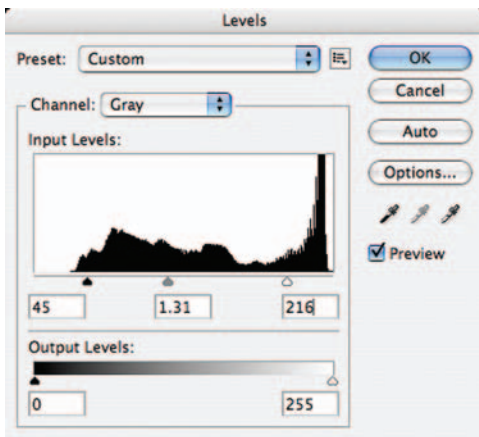 Levels
Preset: Custom
OK
Cancel
Channel: Gray
Auto
Input Levels:
Options...
Preview
45 1.31 216
Output Levels:
0 255